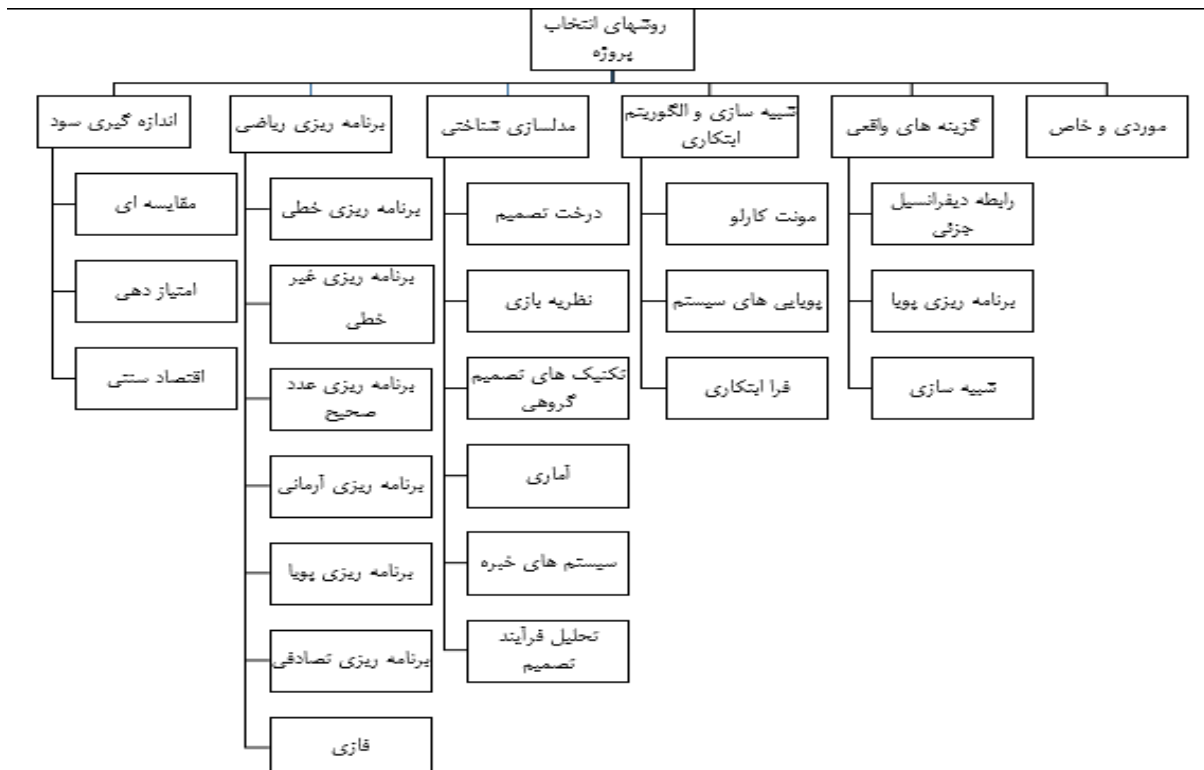 روشهای انتخاب
پروژه
موردی و خاص
گزینه های واقعی
رابطه دیفرانسیل
جزئی
برنامه ریزی پویا
شبیه سازی
شبیه سازی و الگوریتم
ابتکاری
مونت کارلو
پویایی های سیستم
فرا ابتکاری
مدلسازی شناختی
درخت تصمیم
نظریه بازی
تکنیک های تصمیم
گروهی
آماری
سیستم های خبره
تحلیل فرآیند
تصمیم
برنامه ریزی ریاضی
برنامه ریزی خطی
برنامه ریزی غیر
خطی
برنامه ریزی عدد
صحیح
برنامه ریزی آرمانی
برنامه ریزی پویا
برنامه ریزی تصادفی
فازی
اندازه گیری سود
مقایسه ای
امتیاز دهی
اقتصاد سنتی